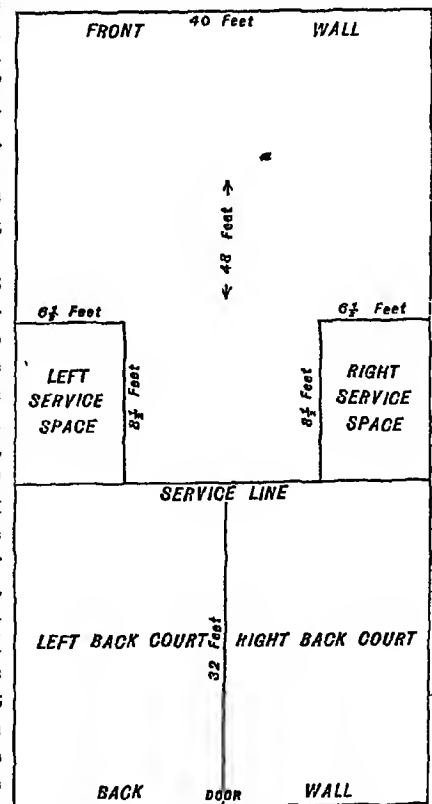 FRONT 40 Feet WALL
48 Feet
6½ Feet 6½ Feet
LEFT
SERVICE
SPACE
8½ Feet
8½ Feet
RIGHT
SERVICE
SPACE
SERVICE LINE
LEFT BACK COURT
32 Feet
RIGHT BACK COURT
BACK DOOR WALL